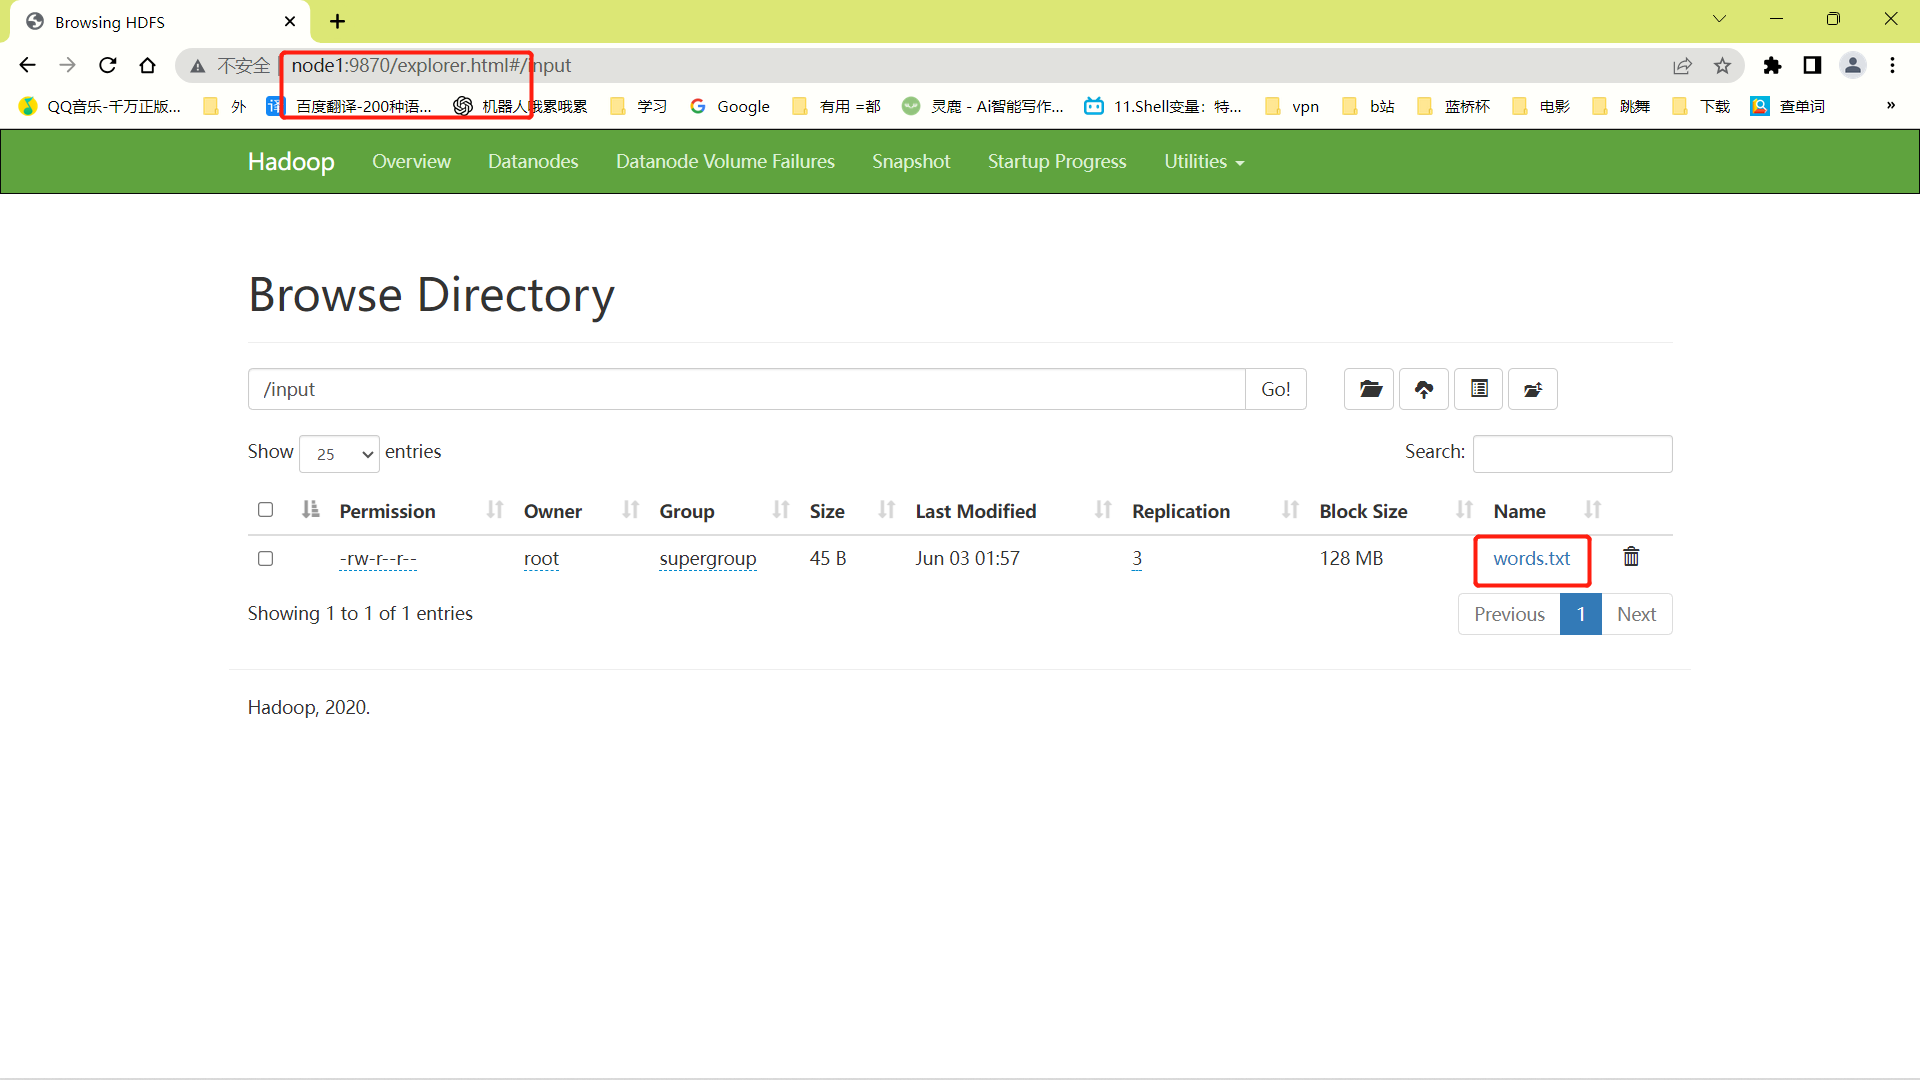 Browsing HDFS
不安全 node1:9870/explorer.html#/input
QQ音乐-千万正版... 外 译 百度翻译-200种语... 机器人哦累哦累 学习 Google 有用 =都 灵鹿 - Ai智能写作... 11.Shell变量：特... vpn b站 蓝桥杯 电影 跳舞 下载 查单词 »
Hadoop Overview Datanodes Datanode Volume Failures Snapshot Startup Progress Utilities
Browse Directory
/input Go!
Show 25 entries Search:
Permission Owner Group Size Last Modified Replication Block Size Name
-rw-r--r-- root supergroup 45 B Jun 03 01:57 3 128 MB words.txt
Showing 1 to 1 of 1 entries Previous 1 Next
Hadoop, 2020.